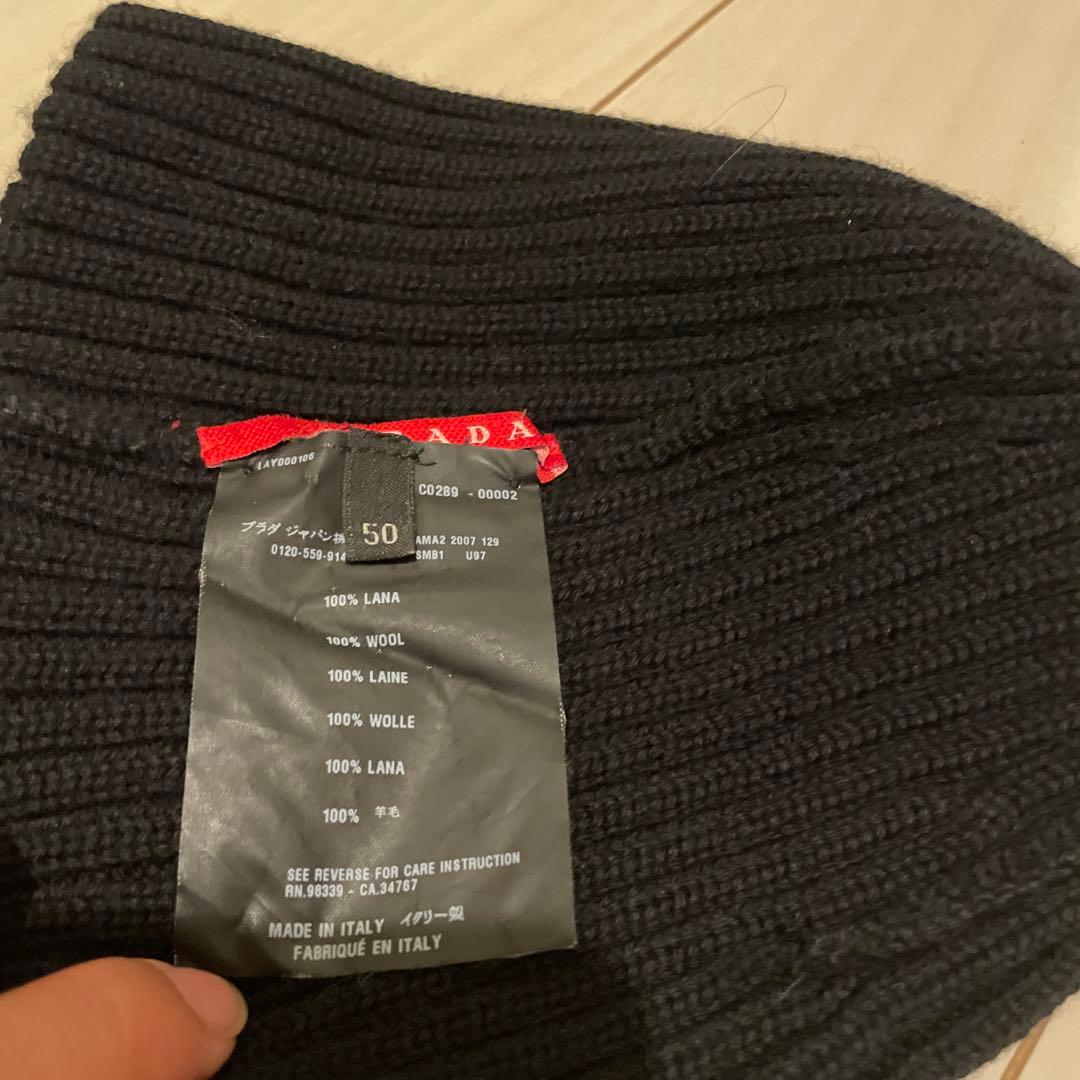 ADA
LAY000106
C0289 - 00002
50
プラダ ジャパン株
AMA2 2007 129
0120-559-914
SMB1 U97
100% LANA
100% WOOL
100% LAINE
100% WOLLE
100% LANA
100% 羊毛
SEE REVERSE FOR CARE INSTRUCTION
RN.98339 - CA.34767
MADE IN ITALY イタリー製
FABRIQUÉ EN ITALY